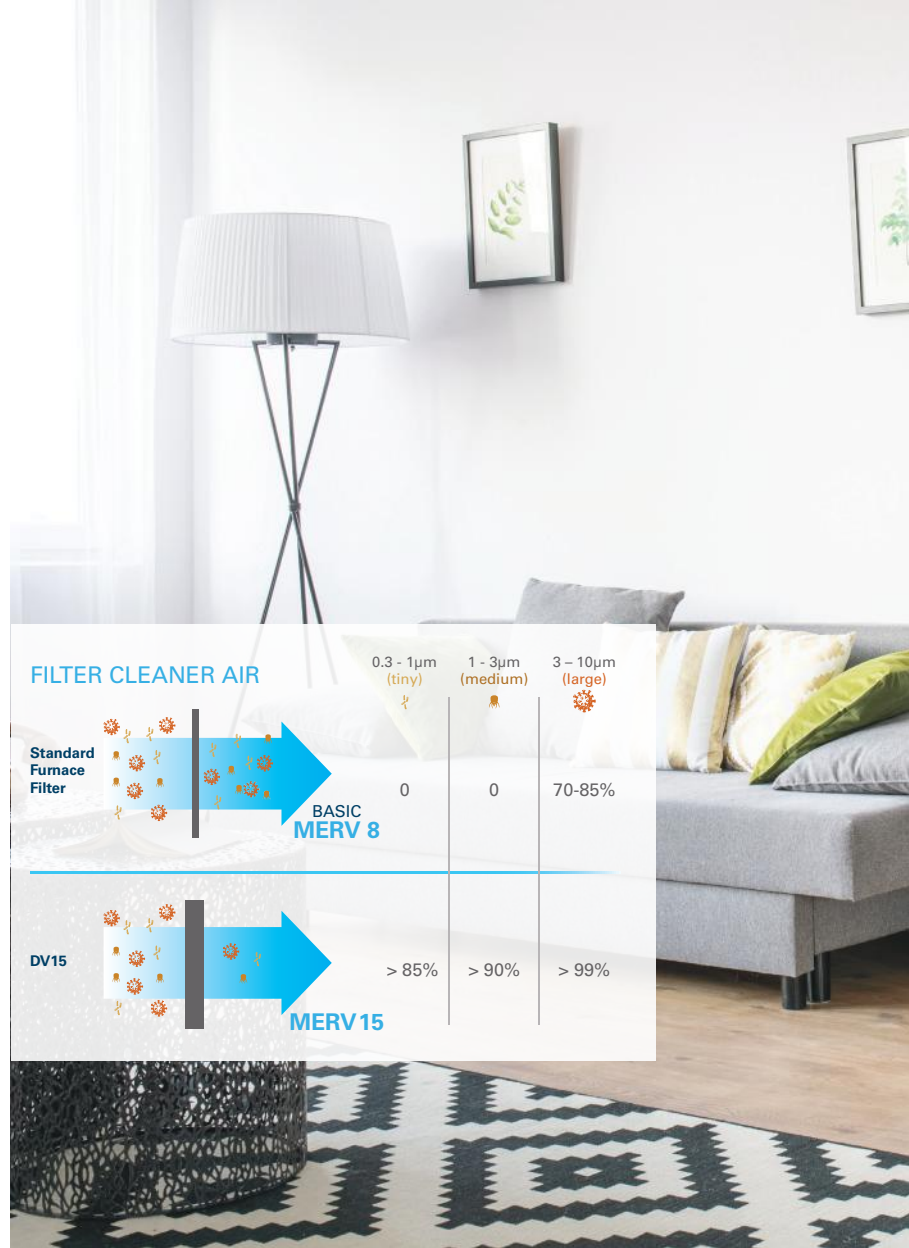 FILTER CLEANER AIR
0.3 - 1µm
(tiny)
1 - 3µm
(medium)
3 – 10µm
(large)
Standard
Furnace
Filter
BASIC
MERV 8
0
0
70-85%
DV15
MERV 15
> 85%
> 90%
> 99%